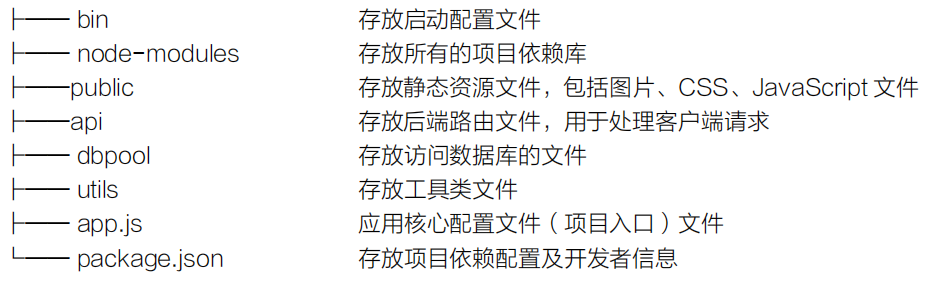 ├── bin 存放启动配置文件
├── node-modules 存放所有的项目依赖库
├──public 存放静态资源文件，包括图片、CSS、JavaScript 文件
├──api 存放后端路由文件，用于处理客户端请求
├── dbpool 存放访问数据库的文件
├── utils 存放工具类文件
├── app.js 应用核心配置文件（项目入口）文件
└── package.json 存放项目依赖配置及开发者信息